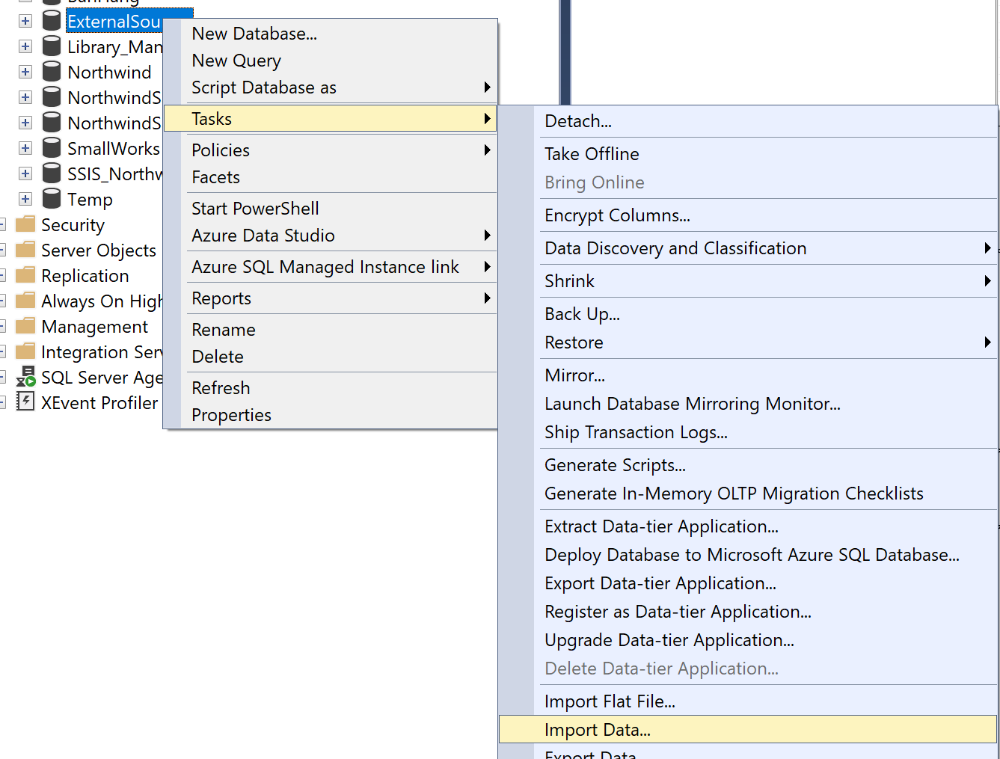 ExternalSou
Library_Man
Northwind
NorthwindS
NorthwindS
SmallWorks
SSIS_Northw
Temp
Security
Server Objects
Replication
Always On High
Management
Integration Serv
SQL Server Age
XEvent Profiler
New Database...
New Query
Script Database as
Tasks
Policies
Facets
Start PowerShell
Azure Data Studio
Azure SQL Managed Instance link
Reports
Rename
Delete
Refresh
Properties
Detach...
Take Offline
Bring Online
Encrypt Columns...
Data Discovery and Classification
Shrink
Back Up...
Restore
Mirror...
Launch Database Mirroring Monitor...
Ship Transaction Logs...
Generate Scripts...
Generate In-Memory OLTP Migration Checklists
Extract Data-tier Application...
Deploy Database to Microsoft Azure SQL Database...
Export Data-tier Application...
Register as Data-tier Application...
Upgrade Data-tier Application...
Delete Data-tier Application...
Import Flat File...
Import Data...
Export Data